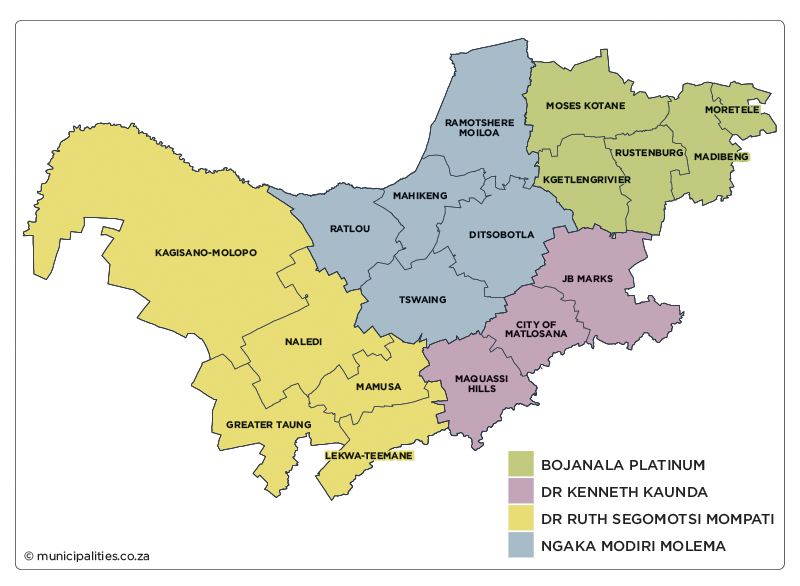 RAMOTSHERE
MOILOA
MOSES KOTANE
MORETELE
RUSTENBURG
MADIBENG
KGETLENGRIVIER
MAHIKENG
RATLOU
DITSOBOTLA
KAGISANO-MOLOPO
JB MARKS
TSWAING
CITY OF
MATLOSANA
NALEDI
MAMUSA
MAQUASSI
HILLS
GREATER TAUNG
LEKWA-TEEMANE
BOJANALA PLATINUM
DR KENNETH KAUNDA
DR RUTH SEGOMOTSI MOMPATI
NGAKA MODIRI MOLEMA
© municipalities.co.za